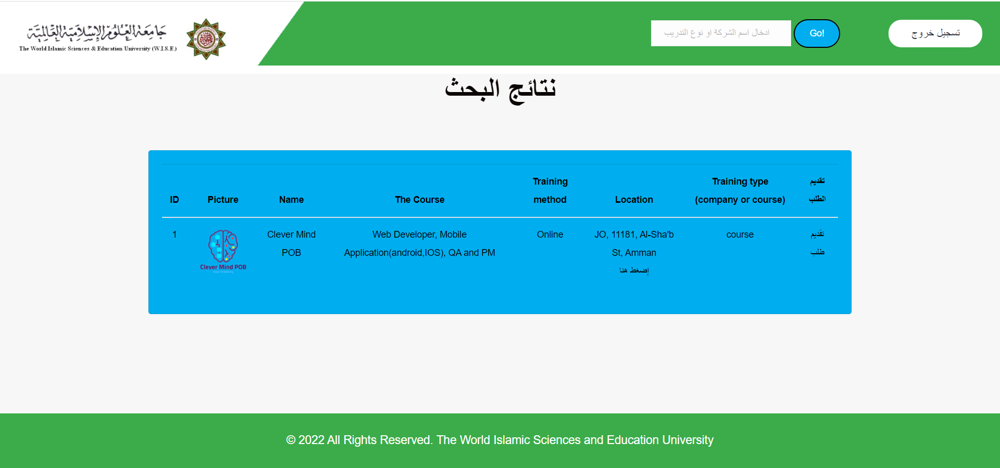 جامعة العلوم الإسلامية العالمية
The World Islamic Sciences & Education University (W.I.S.E.)
ادخال اسم الشركة او نوع التدريب
Go!
تسجيل خروج
نتائج البحث
ID
Picture
Name
The Course
Training
method
Location
Training type
(company or course)
تقديم
الطلب
1
Clever Mind POB
Clever Mind
POB
Web Developer, Mobile
Application(android,IOS), QA and PM
Online
JO, 11181, Al-Sha'b
St, Amman
إضغط هنا
course
تقديم
طلب
© 2022 All Rights Reserved. The World Islamic Sciences and Education University